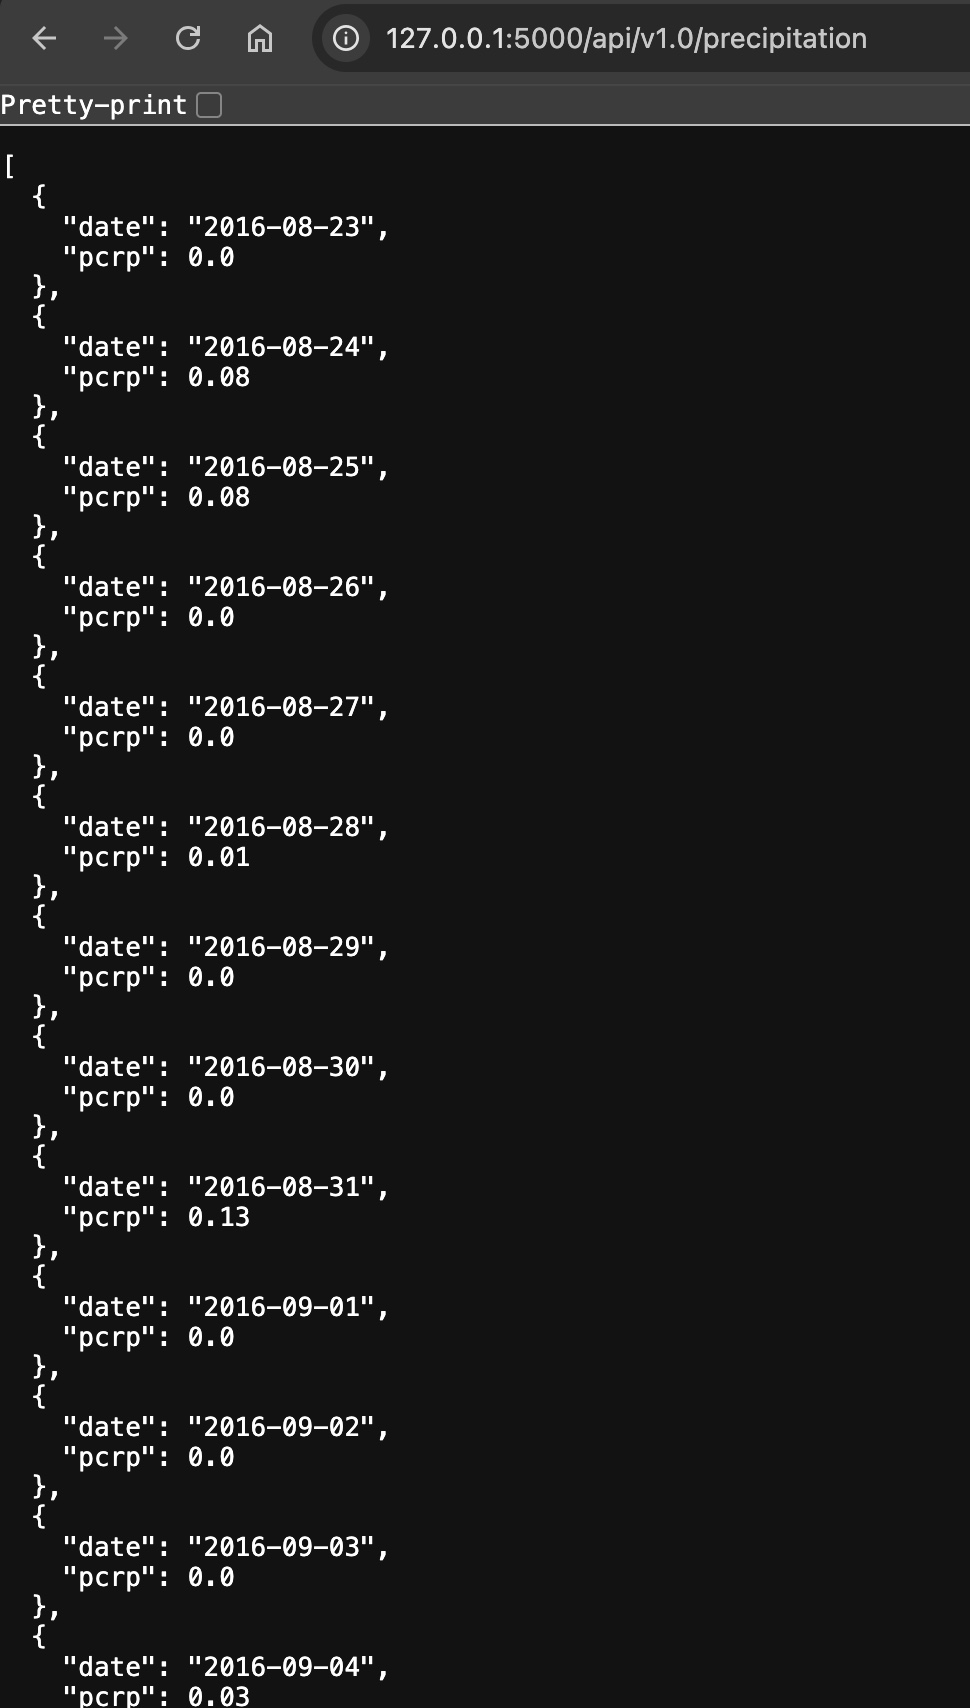 127.0.0.1:5000/api/v1.0/precipitation
Pretty-print
[
{
"date": "2016-08-23",
"pcrp": 0.0
},
{
"date": "2016-08-24",
"pcrp": 0.08
},
{
"date": "2016-08-25",
"pcrp": 0.08
},
{
"date": "2016-08-26",
"pcrp": 0.0
},
{
"date": "2016-08-27",
"pcrp": 0.0
},
{
"date": "2016-08-28",
"pcrp": 0.01
},
{
"date": "2016-08-29",
"pcrp": 0.0
},
{
"date": "2016-08-30",
"pcrp": 0.0
},
{
"date": "2016-08-31",
"pcrp": 0.13
},
{
"date": "2016-09-01",
"pcrp": 0.0
},
{
"date": "2016-09-02",
"pcrp": 0.0
},
{
"date": "2016-09-03",
"pcrp": 0.0
},
{
"date": "2016-09-04",
"pcrp": 0.03